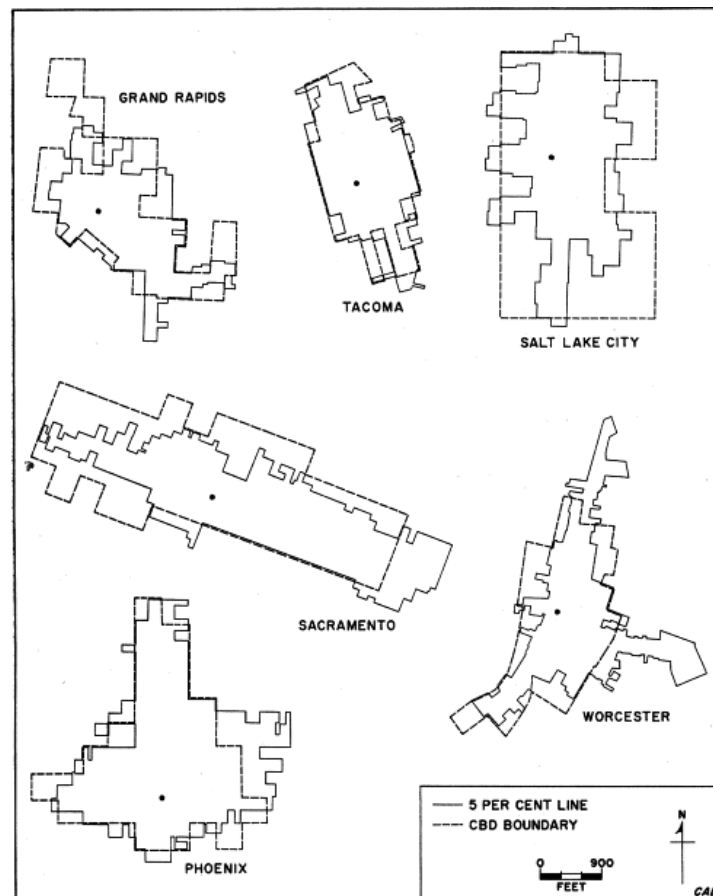 GRAND RAPIDS
TACOMA
SALT LAKE CITY
SACRAMENTO
WORCESTER
PHOENIX
5 PER CENT LINE
CBD BOUNDARY
N
0 900
FEET